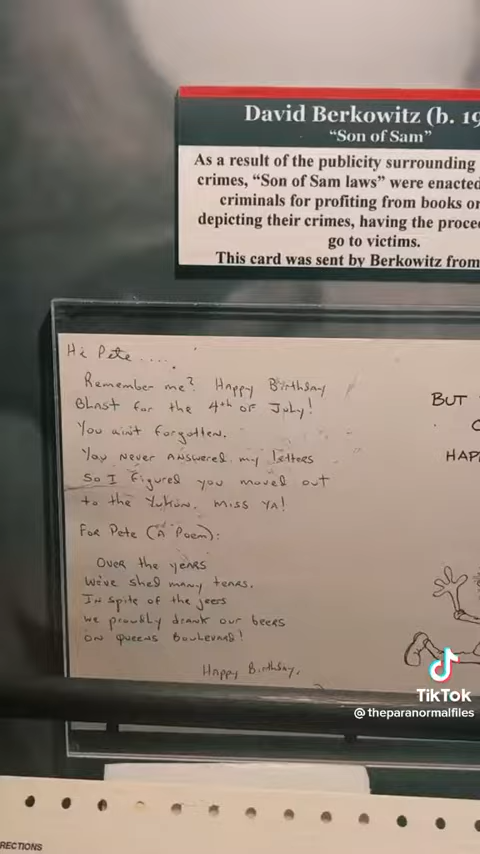 David Berkowitz (b. 19
"Son of Sam"
As a result of the publicity surrounding
crimes, "Son of Sam laws" were enacted
criminals for profiting from books or
depicting their crimes, having the procee
go to victims.
This card was sent by Berkowitz from
Hi Pete.....
Remember me? Happy Birthday
Blast for the 4th of July!
You ain't forgotten.
You never answered my letters
So I figured you moved out
to the Yukon. Miss Ya!
For Pete (A Poem):
Over the years
We've shed many tears.
In spite of the jeers
we proudly drank our beers
on Queens Boulevard!
Happy Birthday,
BUT
HAP
TikTok
@theparanormalfiles
RECTIONS